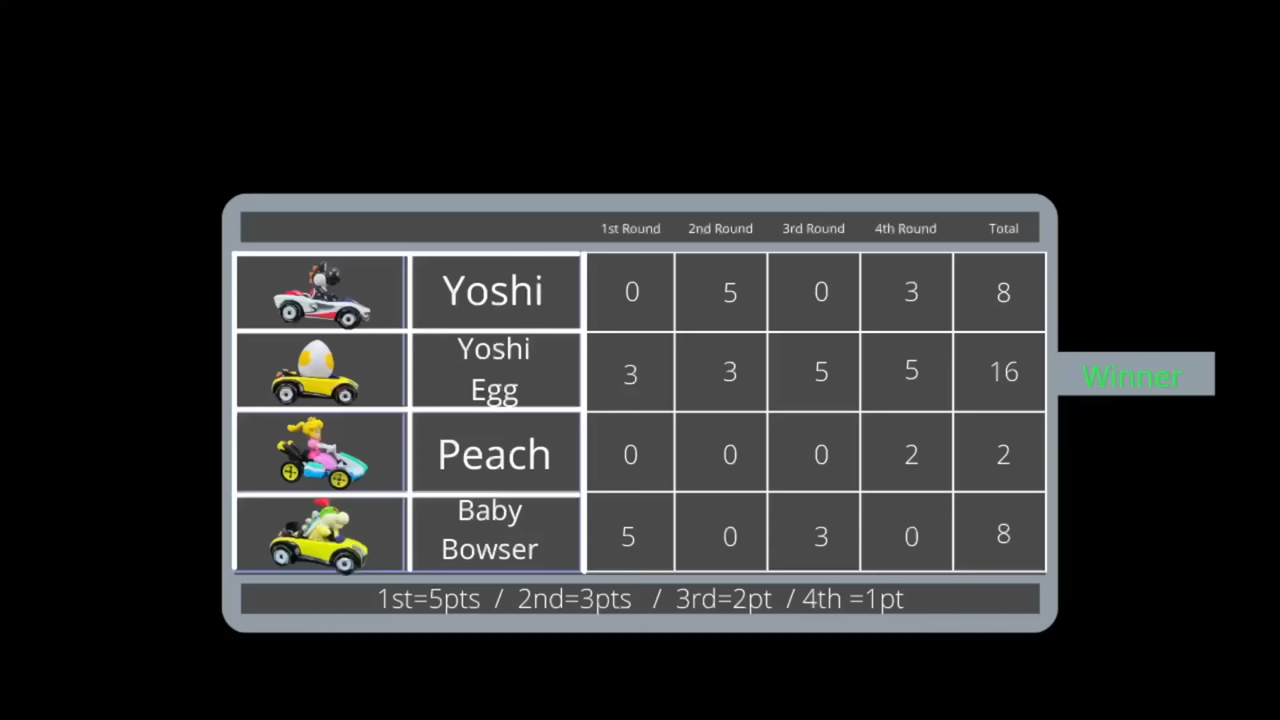 1st Round 2nd Round 3rd Round 4th Round Total
Yoshi 0 5 0 3 8
Yoshi
Egg 3 3 5 5 16 Winner
Peach 0 0 0 2 2
Baby
Bowser 5 0 3 0 8
1st=5pts / 2nd=3pts / 3rd=2pt / 4th =1pt